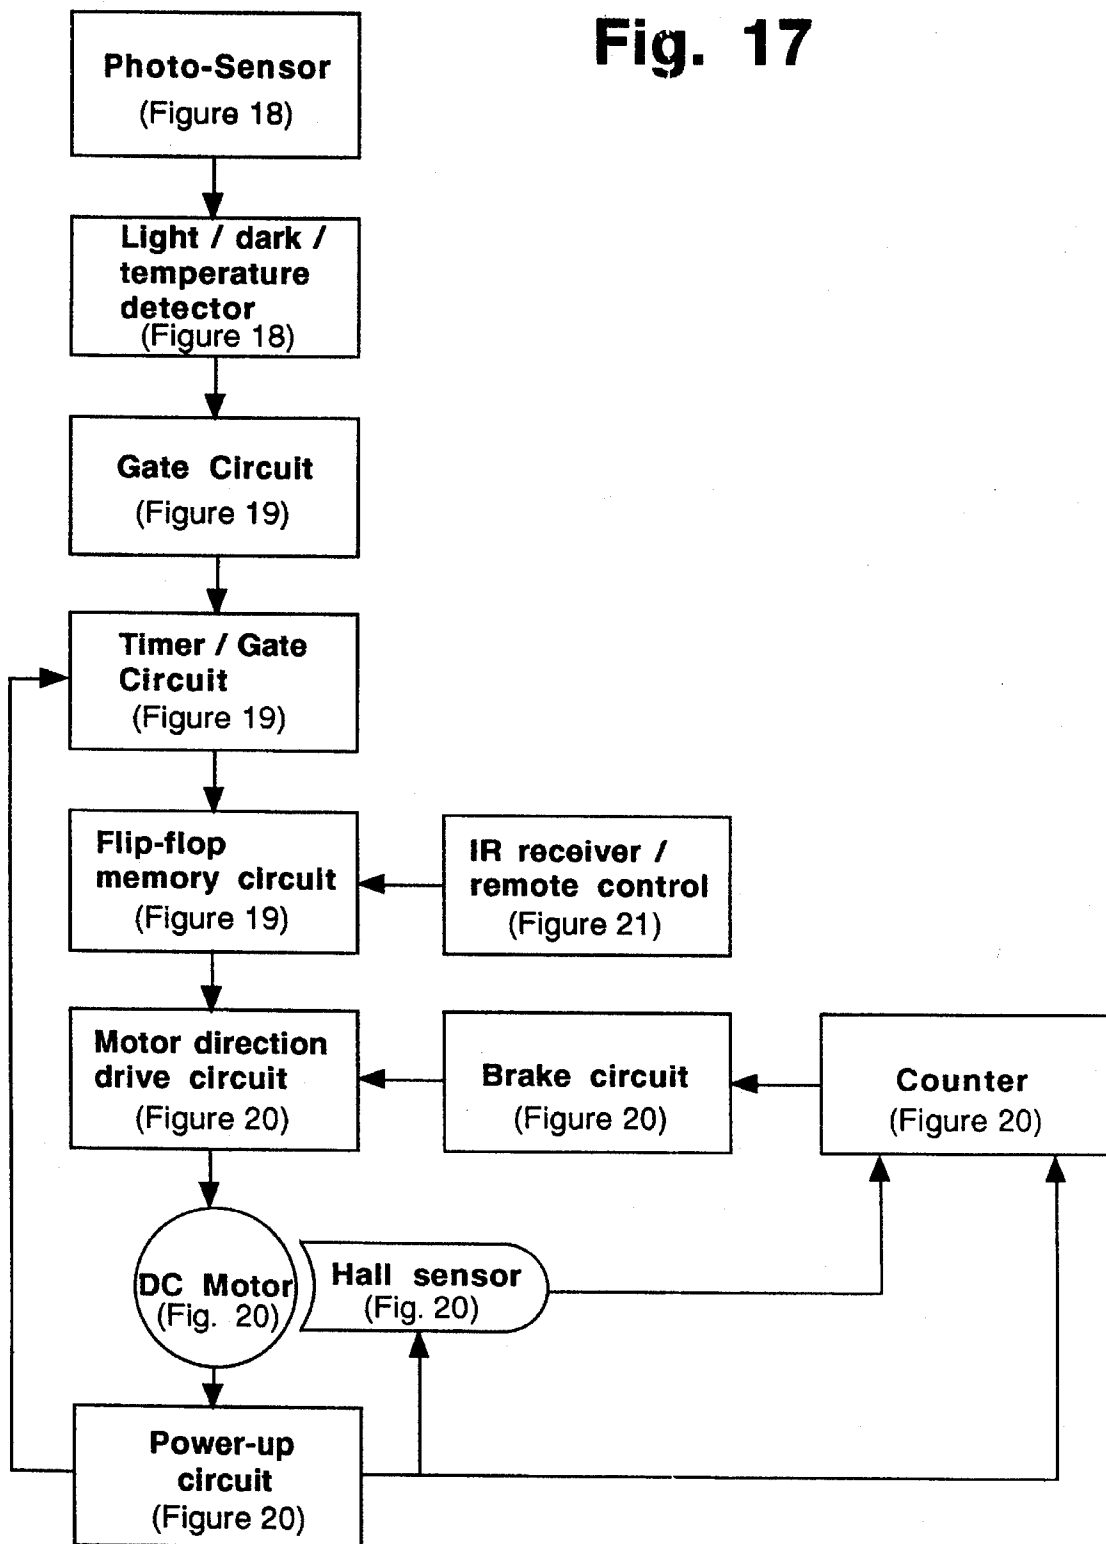 Fig. 17
Photo-Sensor
(Figure 18)
Light / dark /
temperature
detector
(Figure 18)
Gate Circuit
(Figure 19)
Timer / Gate
Circuit
(Figure 19)
Flip-flop
memory circuit
(Figure 19)
IR receiver /
remote control
(Figure 21)
Motor direction
drive circuit
(Figure 20)
Brake circuit
(Figure 20)
Counter
(Figure 20)
DC Motor
(Fig. 20)
Hall sensor
(Fig. 20)
Power-up
circuit
(Figure 20)